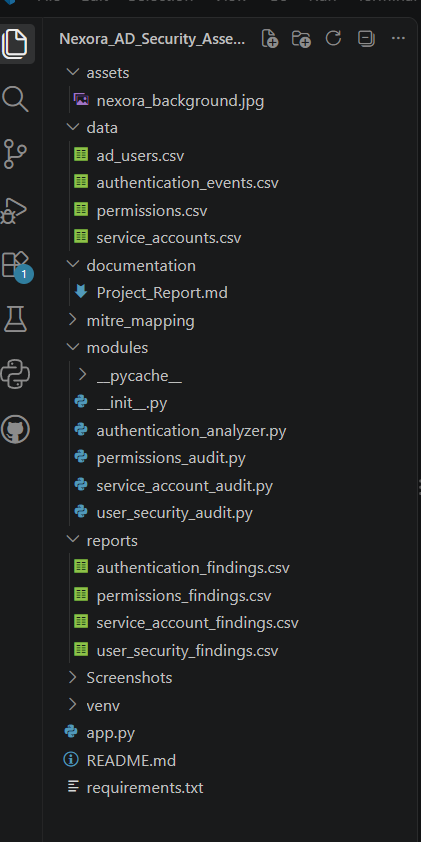 Nexora_AD_Security_Asse...
assets
nexora_background.jpg
data
ad_users.csv
authentication_events.csv
permissions.csv
service_accounts.csv
documentation
Project_Report.md
mitre_mapping
modules
__pycache__
__init__.py
authentication_analyzer.py
permissions_audit.py
service_account_audit.py
user_security_audit.py
reports
authentication_findings.csv
permissions_findings.csv
service_account_findings.csv
user_security_findings.csv
Screenshots
venv
app.py
README.md
requirements.txt
1